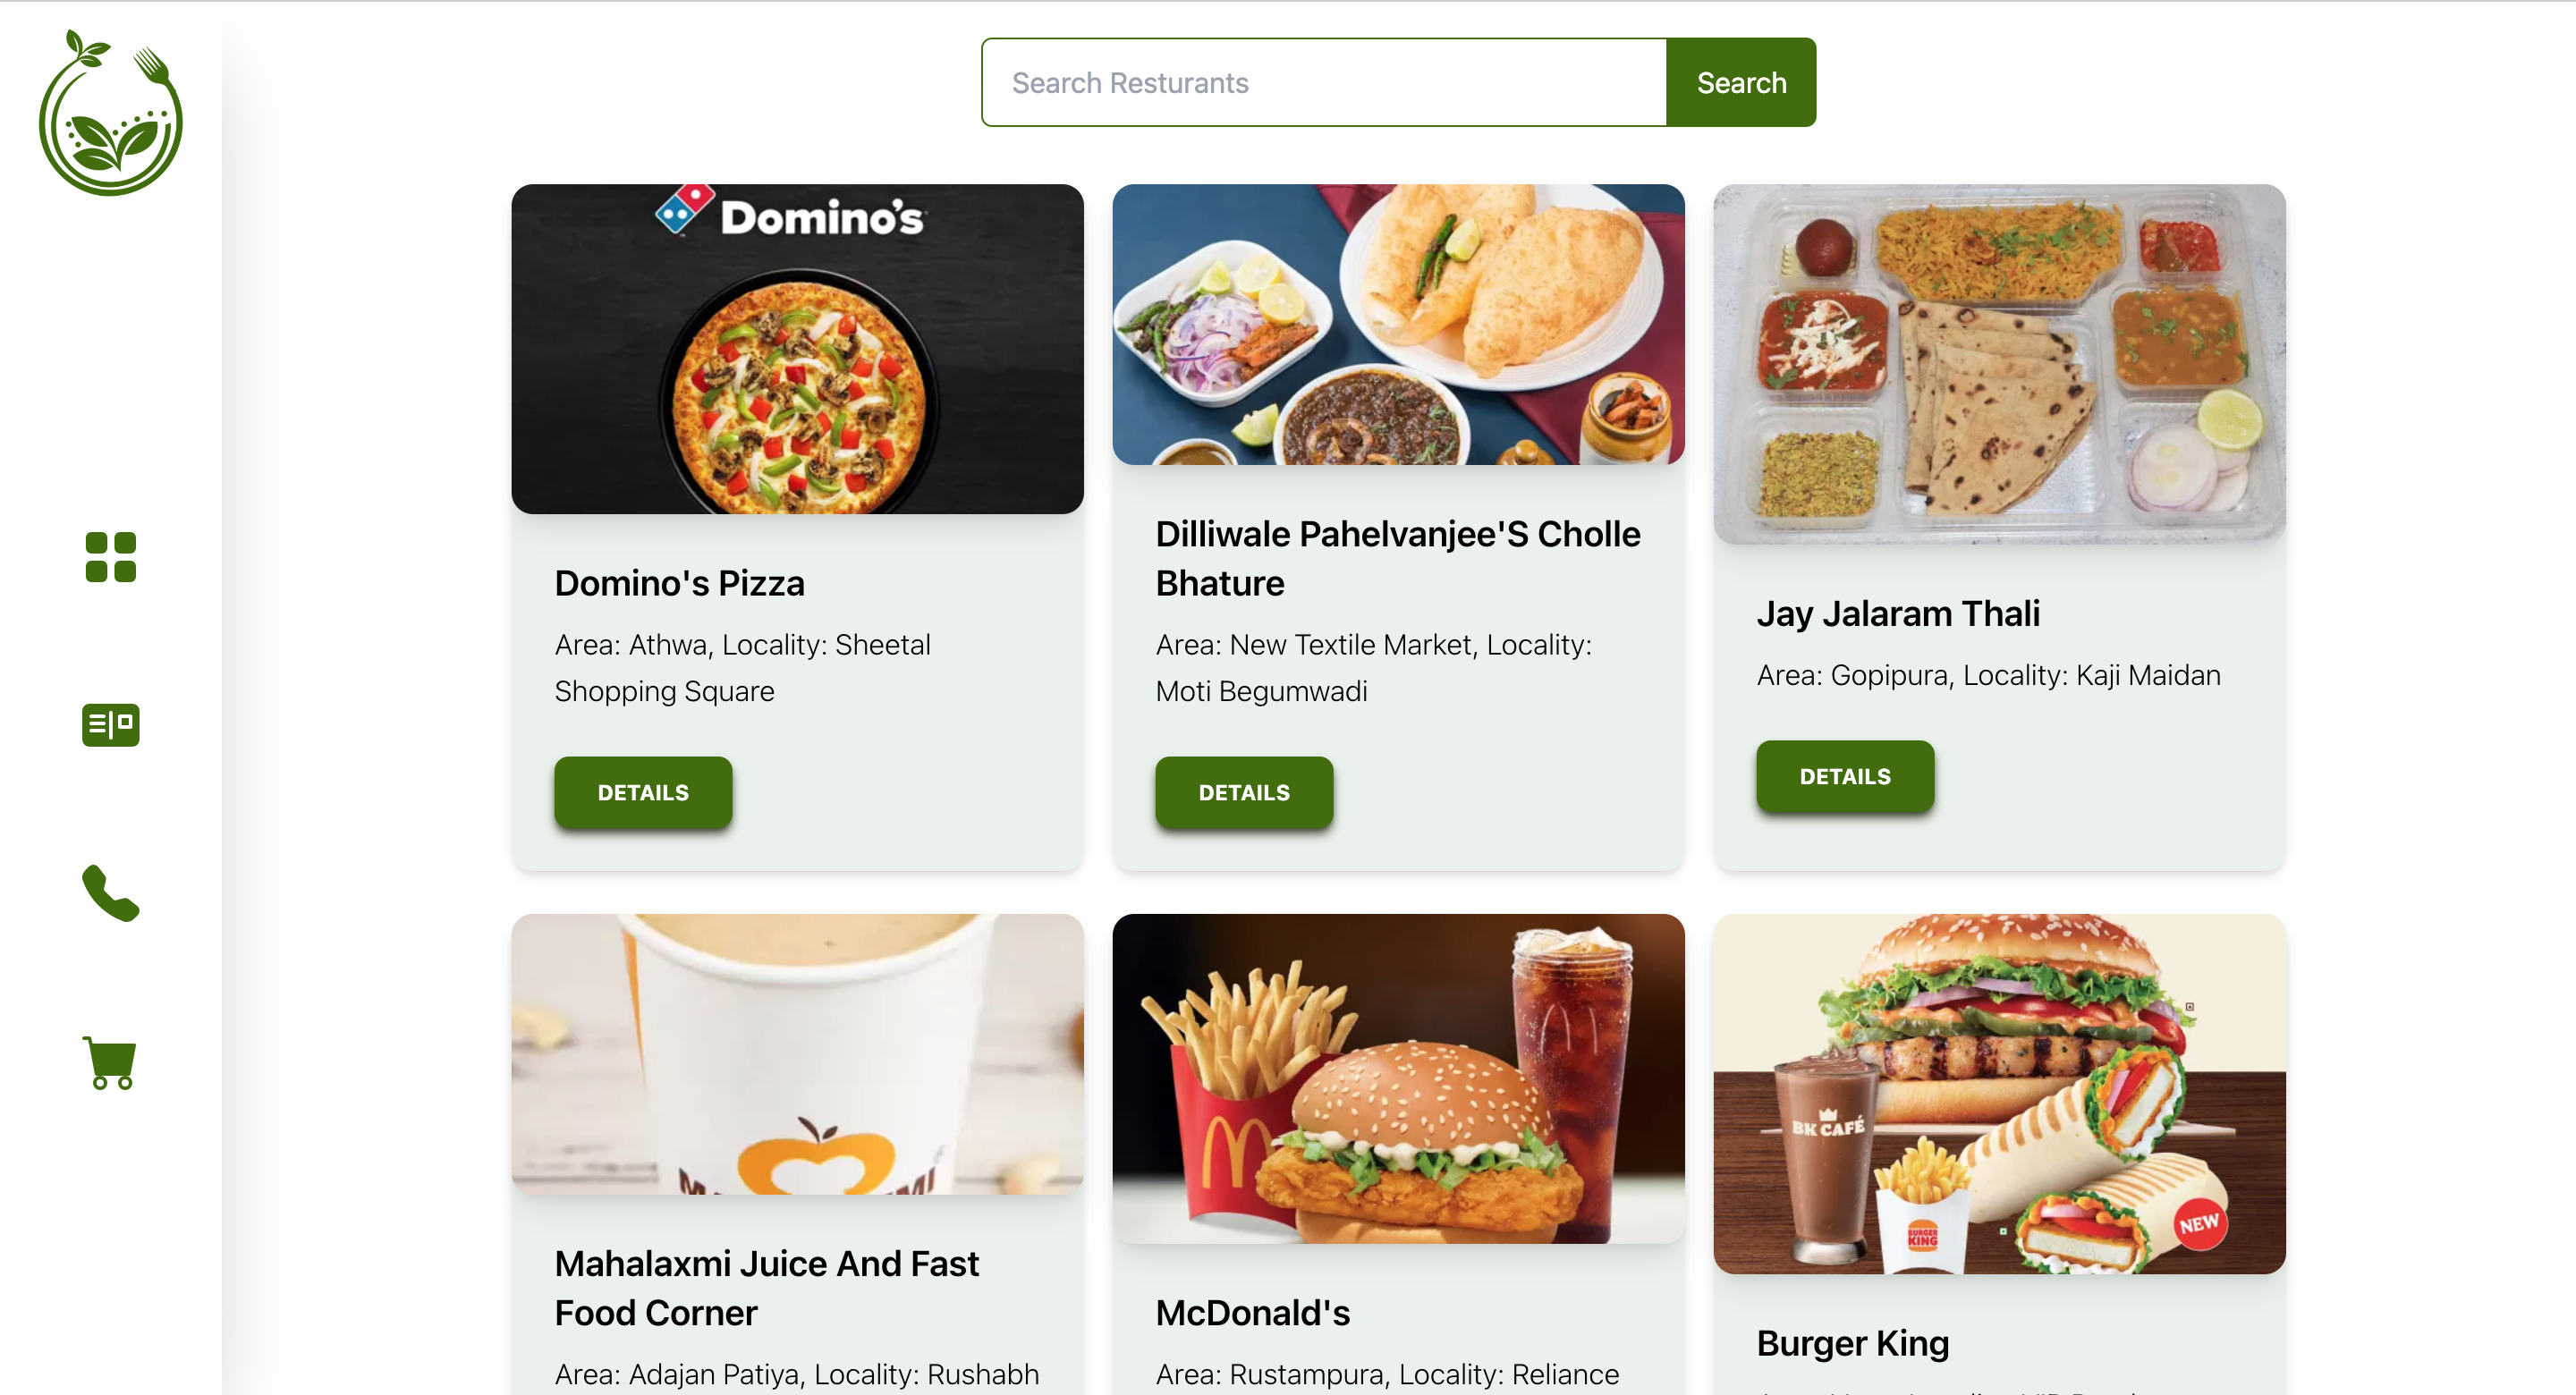 Search Resturants
Search
Domino's
Domino's Pizza
Area: Athwa, Locality: Sheetal
Shopping Square
DETAILS
Dilliwale Pahelvanjee'S Cholle
Bhature
Area: New Textile Market, Locality:
Moti Begumwadi
DETAILS
Jay Jalaram Thali
Area: Gopipura, Locality: Kaji Maidan
DETAILS
Mahalaxmi Juice And Fast
Food Corner
Area: Adajan Patiya, Locality: Rushabh
McDonald's
Area: Rustampura, Locality: Reliance
BK CAFÉ
BURGER
KING
NEW
Burger King